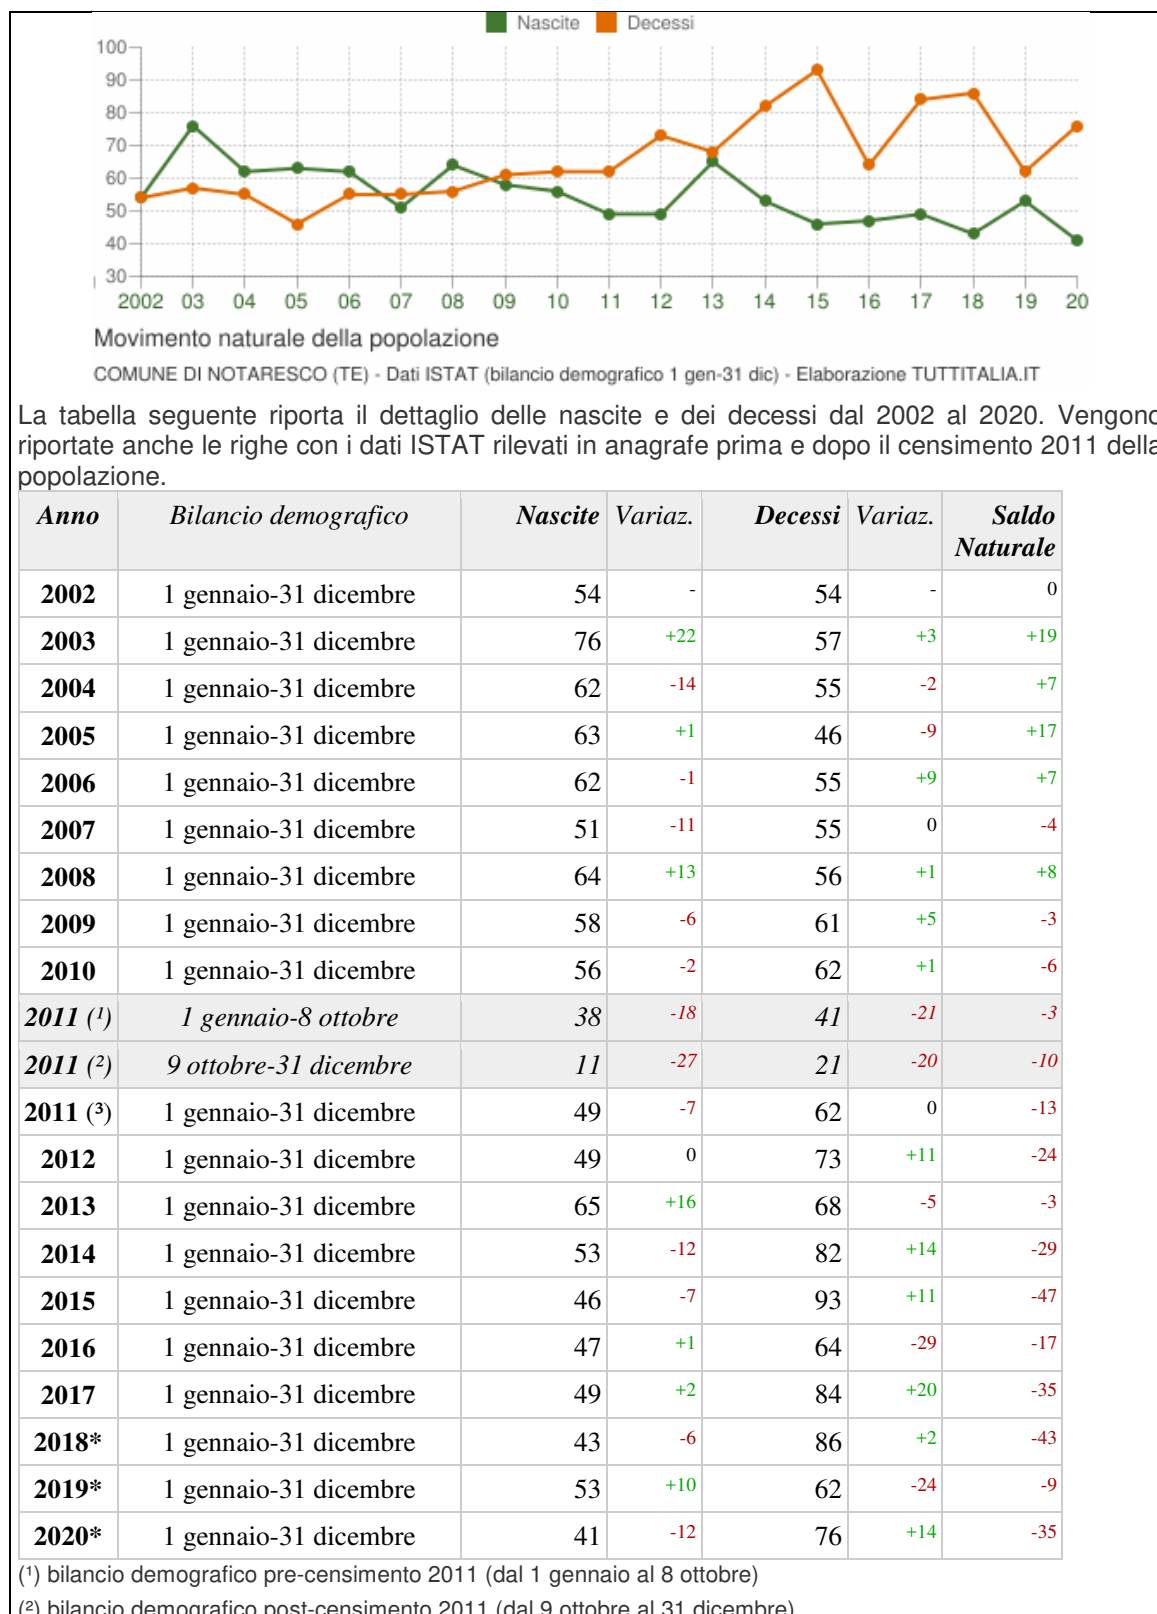 Nascite Decessi
100
90
80
70
60
50
40
30
2002 03 04 05 06 07 08 09 10 11 12 13 14 15 16 17 18 19 20
Movimento naturale della popolazione
COMUNE DI NOTARESCO (TE) - Dati ISTAT (bilancio demografico 1 gen-31 dic) - Elaborazione TUTTITALIA.IT
La tabella seguente riporta il dettaglio delle nascite e dei decessi dal 2002 al 2020. Vengono
riportate anche le righe con i dati ISTAT rilevati in anagrafe prima e dopo il censimento 2011 della
popolazione.
Anno Bilancio demografico Nascite Variaz. Decessi Variaz. Saldo
Naturale
2002 1 gennaio-31 dicembre 54 - 54 - 0
2003 1 gennaio-31 dicembre 76 +22 57 +3 +19
2004 1 gennaio-31 dicembre 62 -14 55 -2 +7
2005 1 gennaio-31 dicembre 63 +1 46 -9 +17
2006 1 gennaio-31 dicembre 62 -1 55 +9 +7
2007 1 gennaio-31 dicembre 51 -11 55 0 -4
2008 1 gennaio-31 dicembre 64 +13 56 +1 +8
2009 1 gennaio-31 dicembre 58 -6 61 +5 -3
2010 1 gennaio-31 dicembre 56 -2 62 +1 -6
2011 (¹) 1 gennaio-8 ottobre 38 -18 41 -21 -3
2011 (²) 9 ottobre-31 dicembre 11 -27 21 -20 -10
2011 (³) 1 gennaio-31 dicembre 49 -7 62 0 -13
2012 1 gennaio-31 dicembre 49 0 73 +11 -24
2013 1 gennaio-31 dicembre 65 +16 68 -5 -3
2014 1 gennaio-31 dicembre 53 -12 82 +14 -29
2015 1 gennaio-31 dicembre 46 -7 93 +11 -47
2016 1 gennaio-31 dicembre 47 +1 64 -29 -17
2017 1 gennaio-31 dicembre 49 +2 84 +20 -35
2018* 1 gennaio-31 dicembre 43 -6 86 +2 -43
2019* 1 gennaio-31 dicembre 53 +10 62 -24 -9
2020* 1 gennaio-31 dicembre 41 -12 76 +14 -35
(¹) bilancio demografico pre-censimento 2011 (dal 1 gennaio al 8 ottobre)
(²) bilancio demografico post-censimento 2011 (dal 9 ottobre al 31 dicembre)